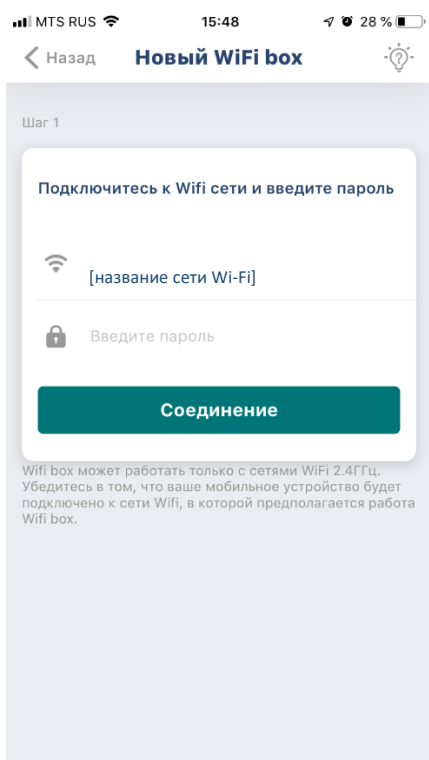 MTS RUS 15:48 28 %
Назад Новый WiFi box
Шаг 1
Подключитесь к Wifi сети и введите пароль
[название сети Wi-Fi]
Введите пароль
Соединение
Wifi box может работать только с сетями WiFi 2.4ГГц.
Убедитесь в том, что ваше мобильное устройство будет
подключено к сети Wifi, в которой предполагается работа
Wifi box.